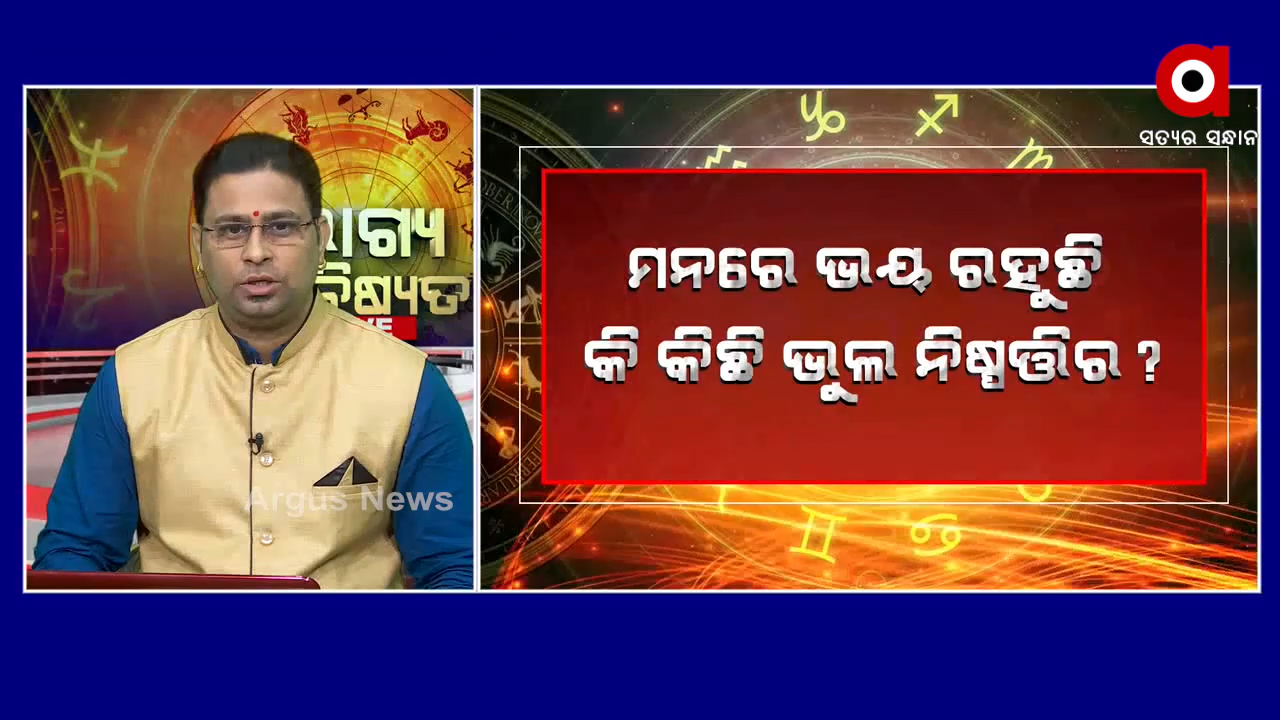 ସତ୍ୟର ସନ୍ଧାନ
ମନରେ ଭୟ ରହୁଛି
କି କିଛି ଭୁଲ ନିଷ୍ପତ୍ତିର ?
Argus News